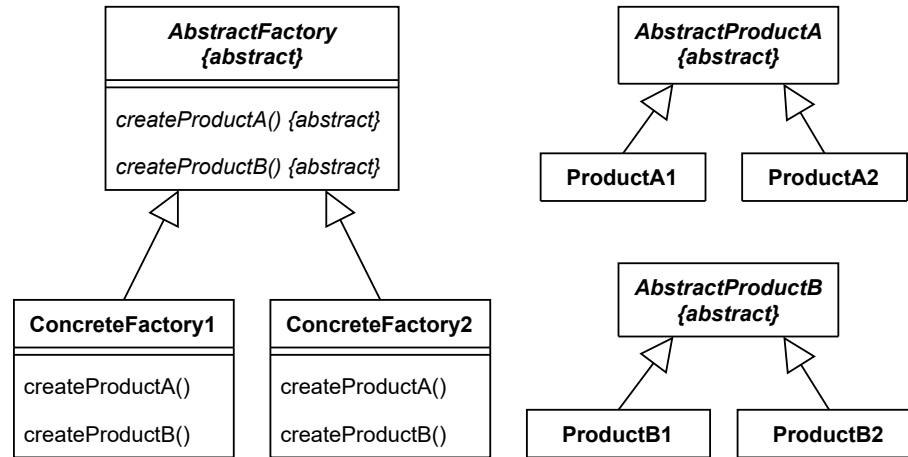 AbstractFactory
{abstract}
createProductA() {abstract}
createProductB() {abstract}
ConcreteFactory1
createProductA()
createProductB()
ConcreteFactory2
createProductA()
createProductB()
AbstractProductA
{abstract}
ProductA1
ProductA2
AbstractProductB
{abstract}
ProductB1
ProductB2